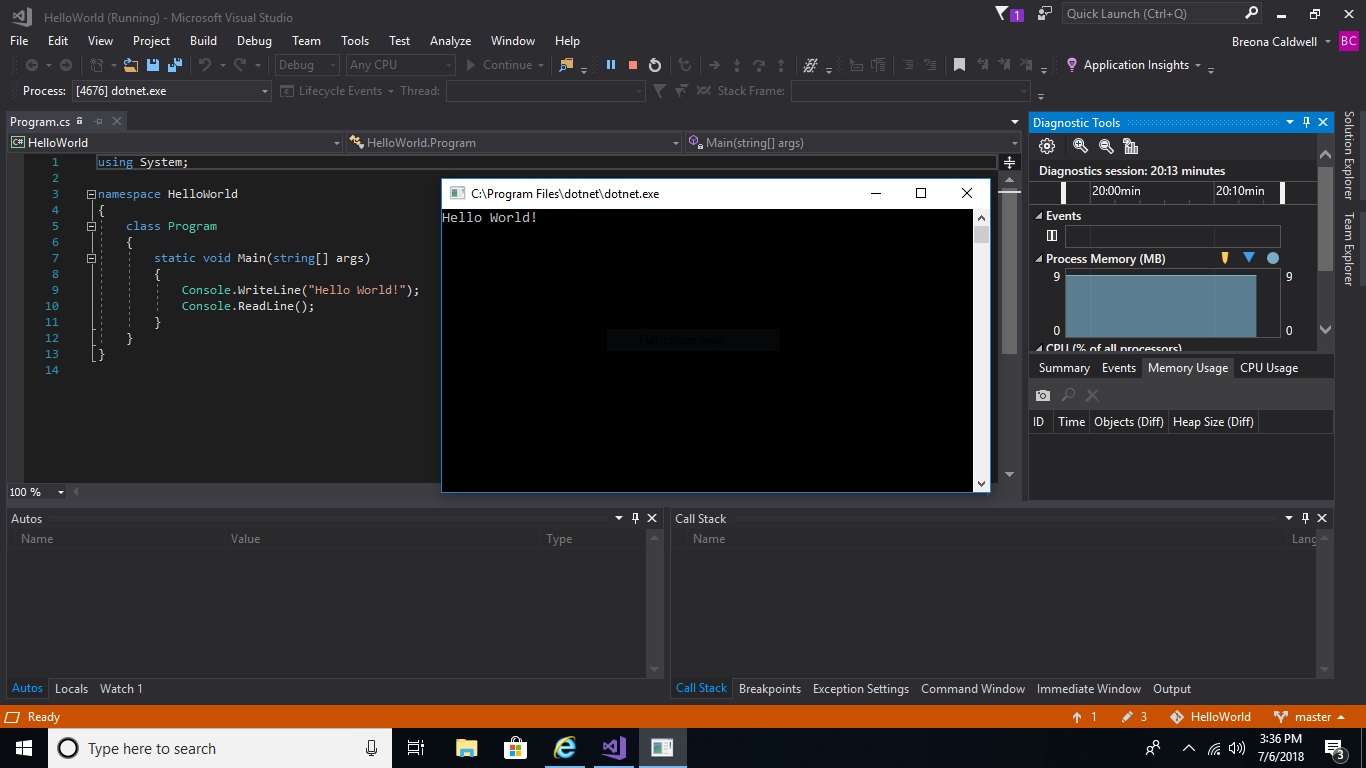 HelloWorld (Running) - Microsoft Visual Studio
1
Quick Launch (Ctrl+Q)
File Edit View Project Build Debug Team Tools Test Analyze Window Help
Breona Caldwell BC
Debug Any CPU Continue Application Insights
Process: [4676] dotnet.exe Lifecycle Events Thread: Stack Frame:
Program.cs
HelloWorld HelloWorld.Program Main(string[] args)
1 using System;
2
3 namespace HelloWorld
4 {
5 class Program
6 {
7 static void Main(string[] args)
8 {
9 Console.WriteLine("Hello World!");
10 Console.ReadLine();
11 }
12 }
13 }
14
100 %
C:\Program Files\dotnet\dotnet.exe
Hello World!
Diagnostic Tools
Diagnostics session: 20:13 minutes
20:00min 20:10min
Events
Process Memory (MB)
9 9
0 0
CPU (% of all processors)
Summary Events Memory Usage CPU Usage
ID Time Objects (Diff) Heap Size (Diff)
Solution Explorer
Team Explorer
Autos
Name Value Type
Autos Locals Watch 1
Call Stack
Name Lang
Call Stack Breakpoints Exception Settings Command Window Immediate Window Output
Ready
1 3 HelloWorld master
Type here to search
3:36 PM
7/6/2018
3